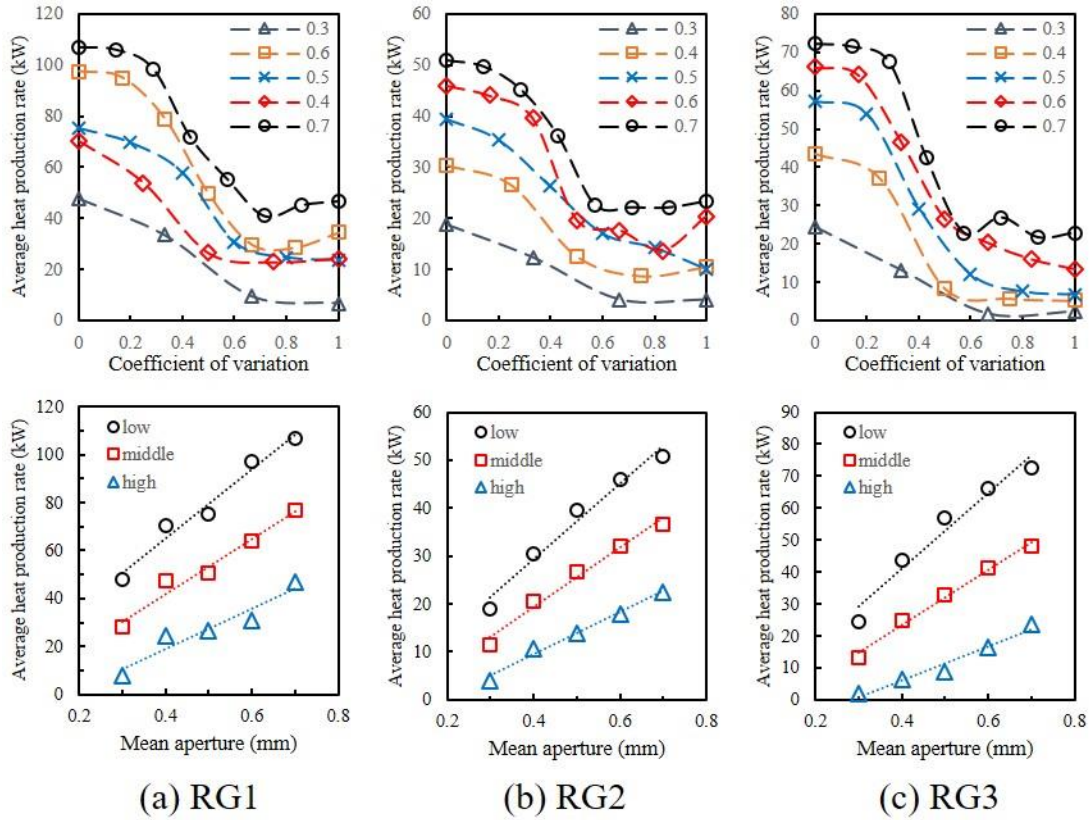 120
100
80
60
40
20
0
Average heat production rate (kW)
0.3
0.6
0.5
0.4
0.7
0 0.2 0.4 0.6 0.8 1
Coefficient of variation
60
50
40
30
20
10
0
Average heat production rate (kW)
0.3
0.4
0.5
0.6
0.7
0 0.2 0.4 0.6 0.8 1
Coefficient of variation
80
70
60
50
40
30
20
10
0
Average heat production rate (kW)
0.3
0.4
0.5
0.6
0.7
0 0.2 0.4 0.6 0.8 1
Coefficient of variation
120
100
80
60
40
20
0
Average heat production rate (kW)
low
middle
high
0.2 0.4 0.6 0.8
Mean aperture (mm)
60
50
40
30
20
10
0
Average heat production rate (kW)
low
middle
high
0.2 0.4 0.6 0.8
Mean aperture (mm)
90
80
70
60
50
40
30
20
10
0
Average heat production rate (kW)
low
middle
high
0.2 0.4 0.6 0.8
Mean aperture (mm)
(a) RG1
(b) RG2
(c) RG3